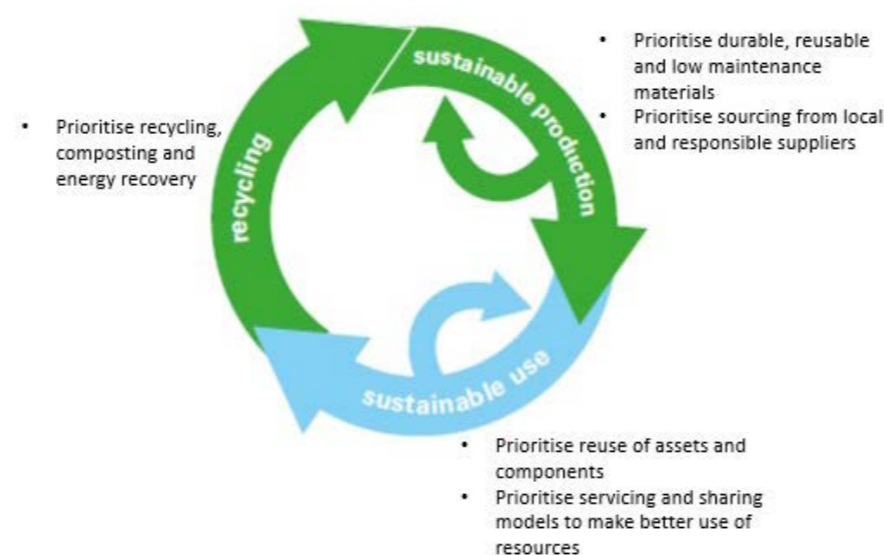 sustainable production
• Prioritise durable, reusable
and low maintenance
materials
• Prioritise sourcing from local
and responsible suppliers
recycling
• Prioritise recycling,
composting and
energy recovery
sustainable use
• Prioritise reuse of assets and
components
• Prioritise servicing and sharing
models to make better use of
resources